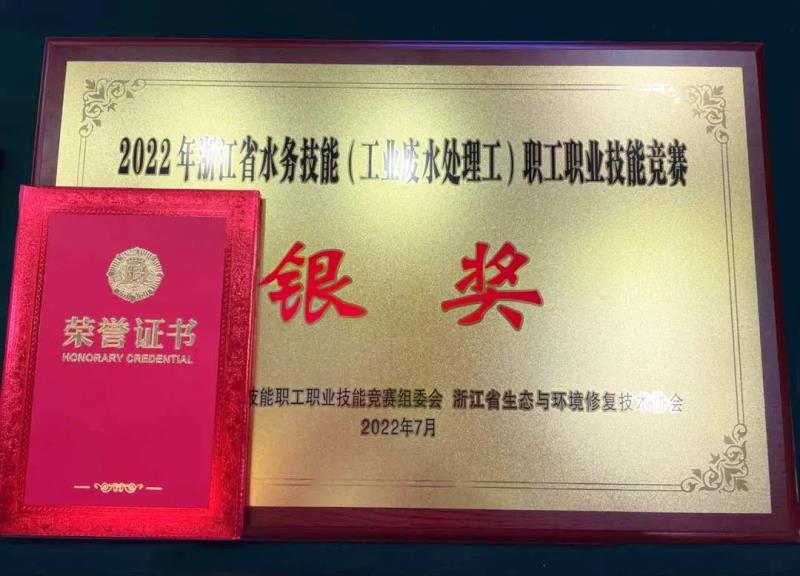 2022年浙江省水务技能（工业废水处理工）职工职业技能竞赛
银奖
技能职工职业技能竞赛组委会 浙江省生态与环境修复技术协会
2022年7月
荣誉证书
HONORARY CREDENTIAL